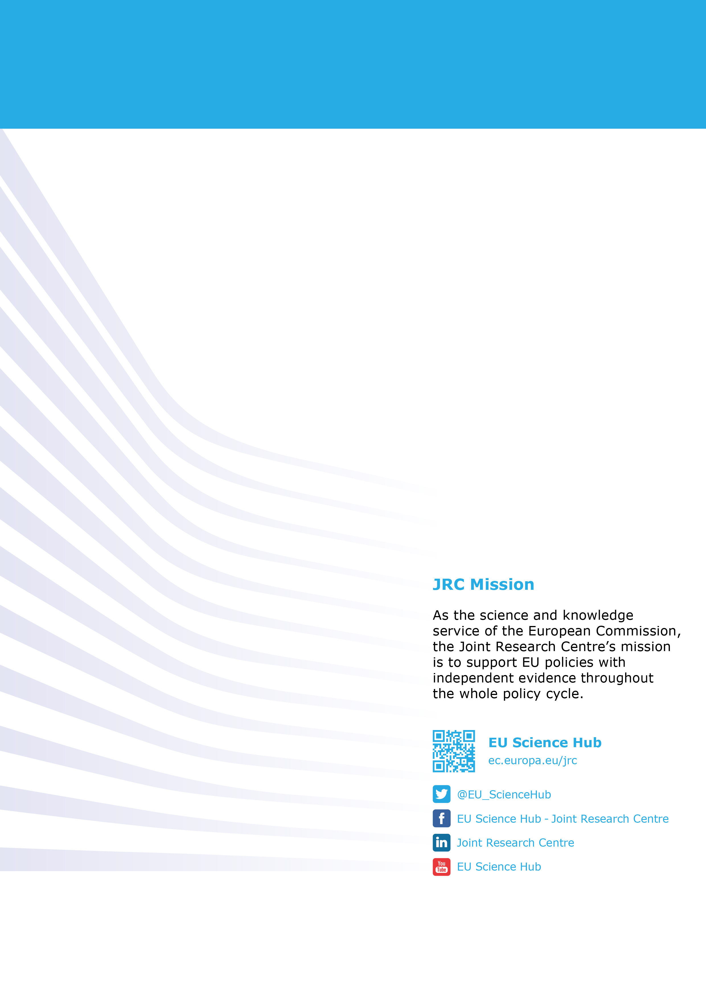 JRC Mission
As the science and knowledge
service of the European Commission,
the Joint Research Centre’s mission
is to support EU policies with
independent evidence throughout
the whole policy cycle.
EU Science Hub
ec.europa.eu/jrc
@EU_ScienceHub
f
EU Science Hub - Joint Research Centre
in
Joint Research Centre
You
Tube
EU Science Hub